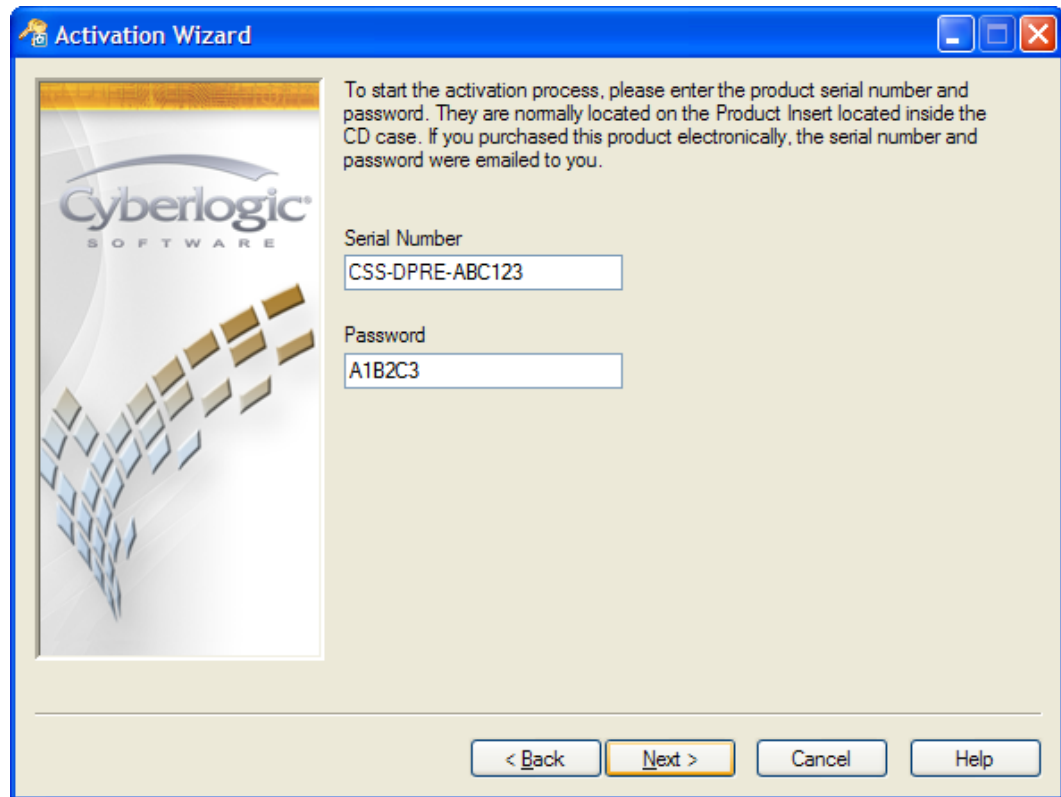 Activation Wizard
To start the activation process, please enter the product serial number and
password. They are normally located on the Product Insert located inside the
CD case. If you purchased this product electronically, the serial number and
password were emailed to you.
Cyberlogic®
SOFTWARE
Serial Number
CSS-DPRE-ABC123
Password
A1B2C3
< Back
Next >
Cancel
Help